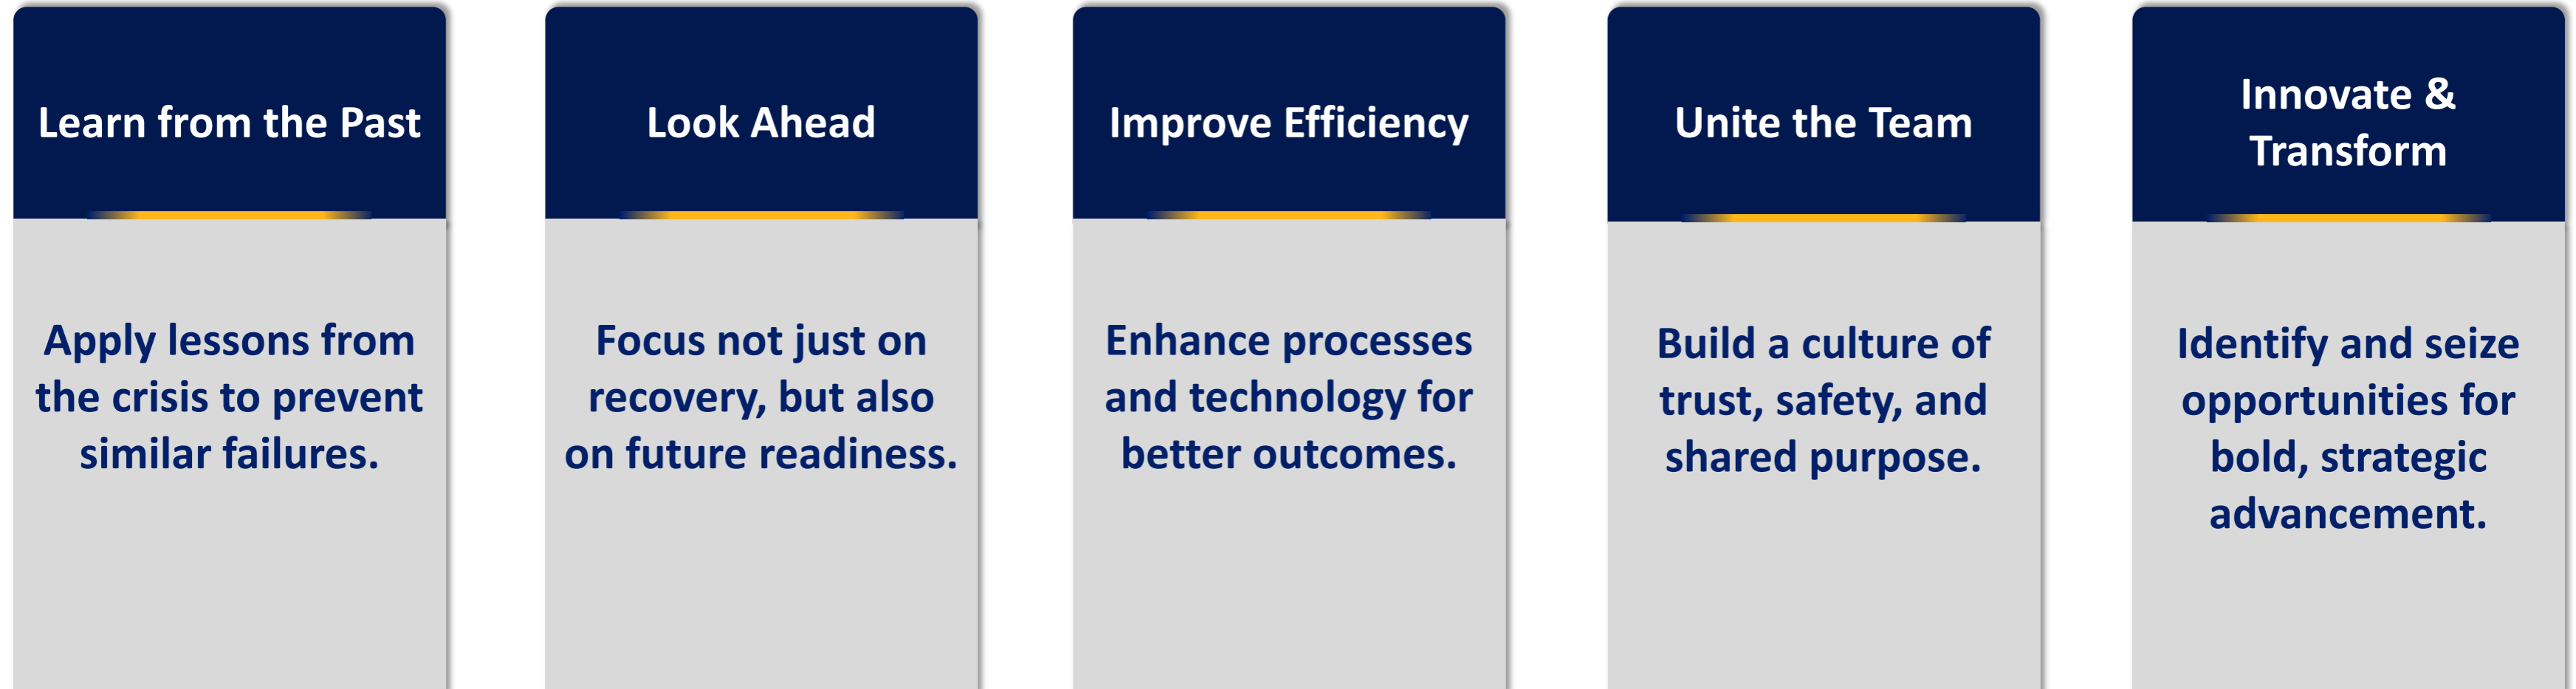 Learn from the Past
Apply lessons from
the crisis to prevent
similar failures.
Look Ahead
Focus not just on
recovery, but also
on future readiness.
Improve Efficiency
Enhance processes
and technology for
better outcomes.
Unite the Team
Build a culture of
trust, safety, and
shared purpose.
Innovate &
Transform
Identify and seize
opportunities for
bold, strategic
advancement.